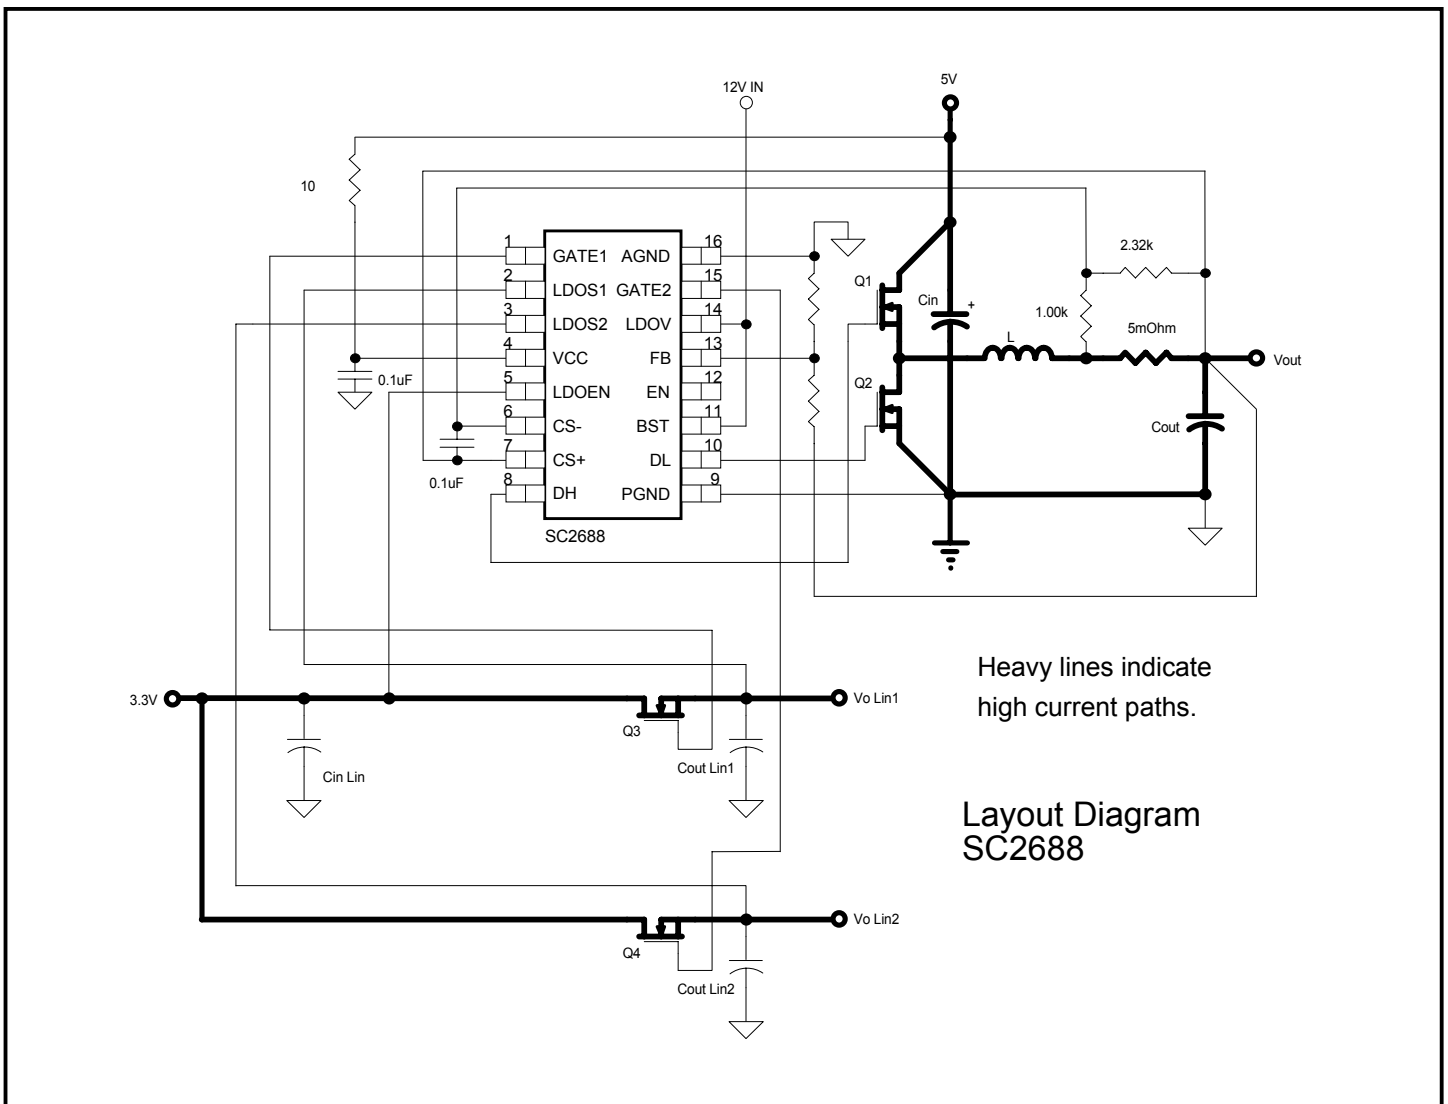 5V
12V IN
10
1 GATE1 AGND 16
2 LDOS1 GATE2 15
3 LDOS2 LDOV 14
4 VCC FB 13
5 LDOEN EN 12
6 CS- BST 11
7 CS+ DL 10
8 DH PGND 9
SC2688
0.1uF
0.1uF
Q1
Q2
Cin
+
L
1.00k
2.32k
5mOhm
Vout
Cout
3.3V
Cin Lin
Q3
Cout Lin1
Vo Lin1
Q4
Cout Lin2
Vo Lin2
Heavy lines indicate
high current paths.
Layout Diagram
SC2688